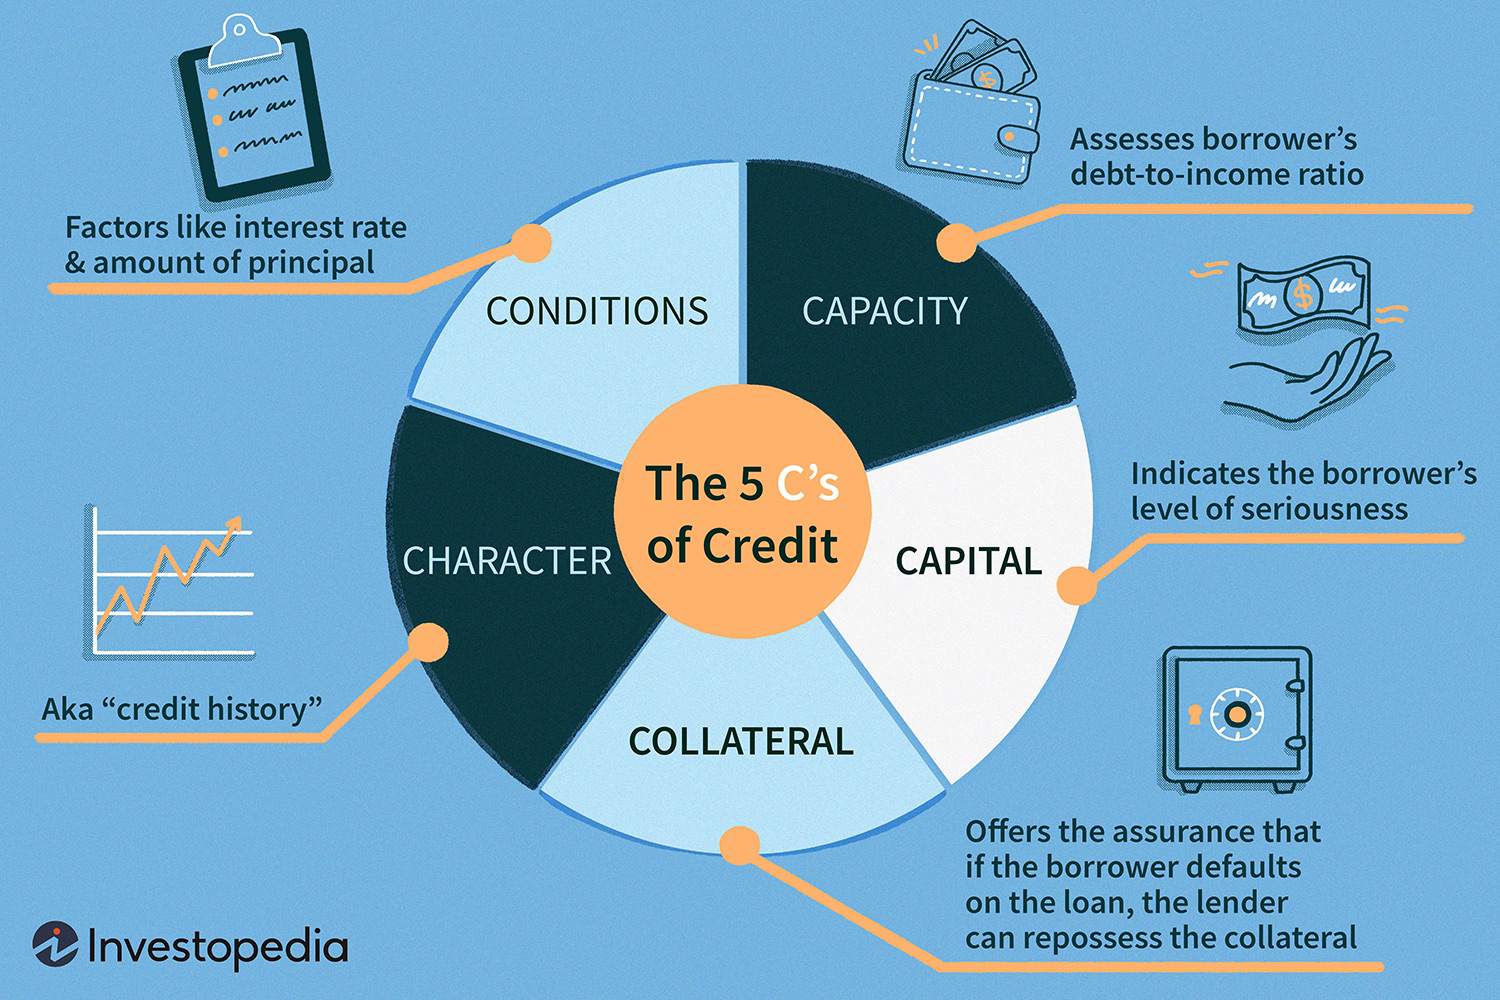 Factors like interest rate
& amount of principal
CONDITIONS
Assesses borrower’s
debt-to-income ratio
CAPACITY
Indicates the borrower’s
level of seriousness
CAPITAL
The 5 C’s
of Credit
CHARACTER
Aka “credit history”
COLLATERAL
Offers the assurance that
if the borrower defaults
on the loan, the lender
can repossess the collateral
Investopedia